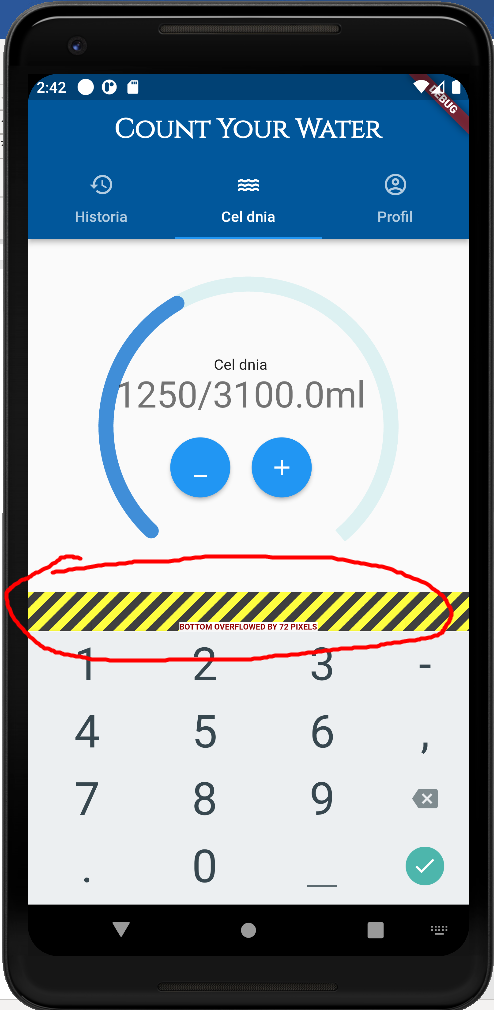 2:42
DEBUG
COUNT YOUR WATER
Historia
Cel dnia
Profil
Cel dnia
1250/3100.0ml
_ +
BOTTOM OVERFLOWED BY 72 PIXELS
1 2 3 -
4 5 6 ,
7 8 9
. 0 _